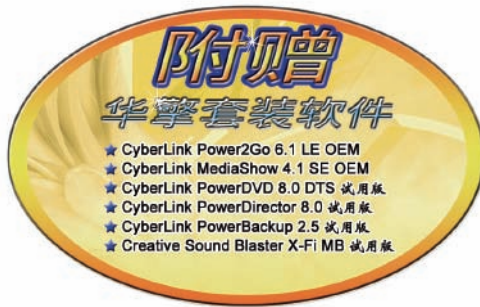 附赠
华擎套装软件
★ CyberLink Power2Go 6.1 LE OEM
★ CyberLink MediaShow 4.1 SE OEM
★ CyberLink PowerDVD 8.0 DTS 试用版
★ CyberLink PowerDirector 8.0 试用版
★ CyberLink PowerBackup 2.5 试用版
★ Creative Sound Blaster X-Fi MB 试用版